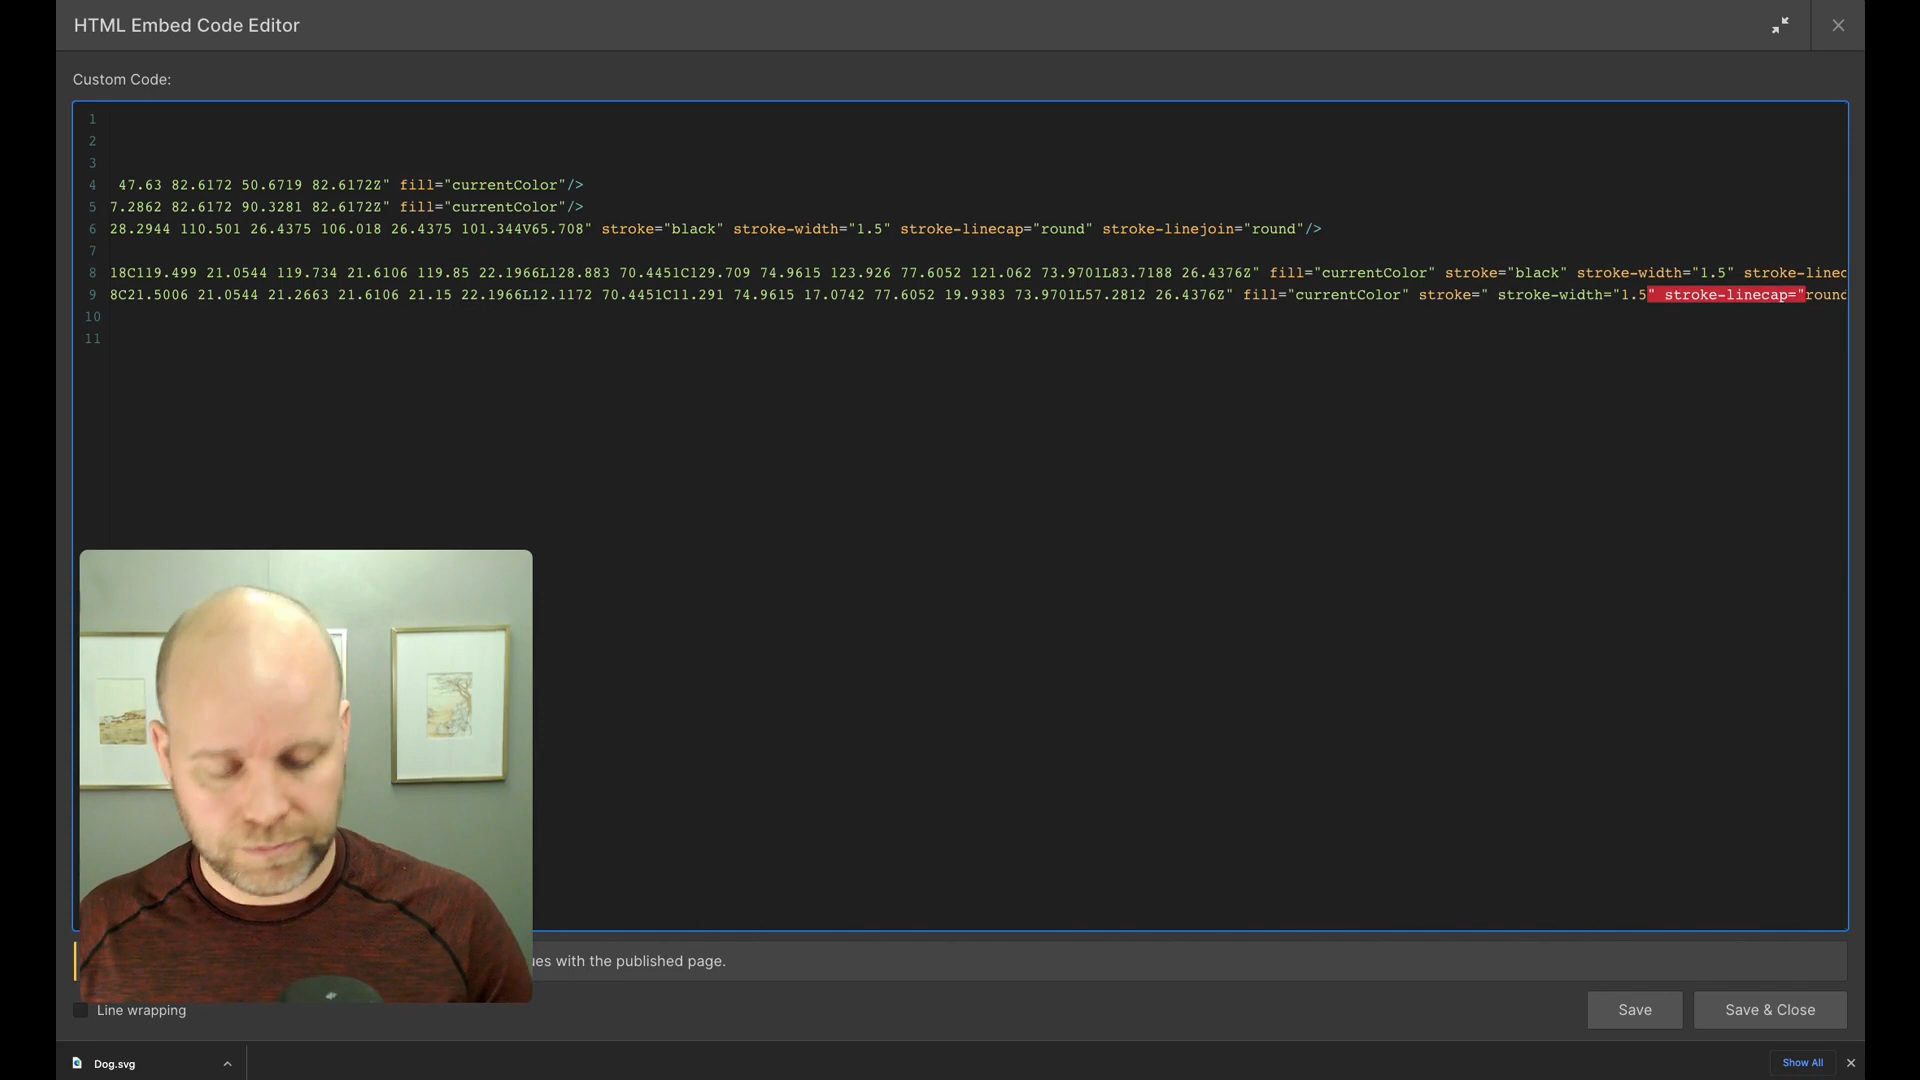 HTML Embed Code Editor
Custom Code:
1
2
3
4 47.63 82.6172 50.6719 82.6172Z" fill="currentColor"/>
5 7.2862 82.6172 90.3281 82.6172Z" fill="currentColor"/>
6 28.2944 110.501 26.4375 106.018 26.4375 101.344V65.708" stroke="black" stroke-width="1.5" stroke-linecap="round" stroke-linejoin="round"/>
7
8 18C119.499 21.0544 119.734 21.6106 119.85 22.1966L128.883 70.4451C129.709 74.9615 123.926 77.6052 121.062 73.9701L83.7188 26.4376Z" fill="currentColor" stroke="black" stroke-width="1.5" stroke-linec
9 8C21.5006 21.0544 21.2663 21.6106 21.15 22.1966L12.1172 70.4451C11.291 74.9615 17.0742 77.6052 19.9383 73.9701L57.2812 26.4376Z" fill="currentColor" stroke=" stroke-width="1.5" stroke-linecap="round
10
11
ues with the published page.
Line wrapping
Save
Save & Close
Dog.svg
Show All